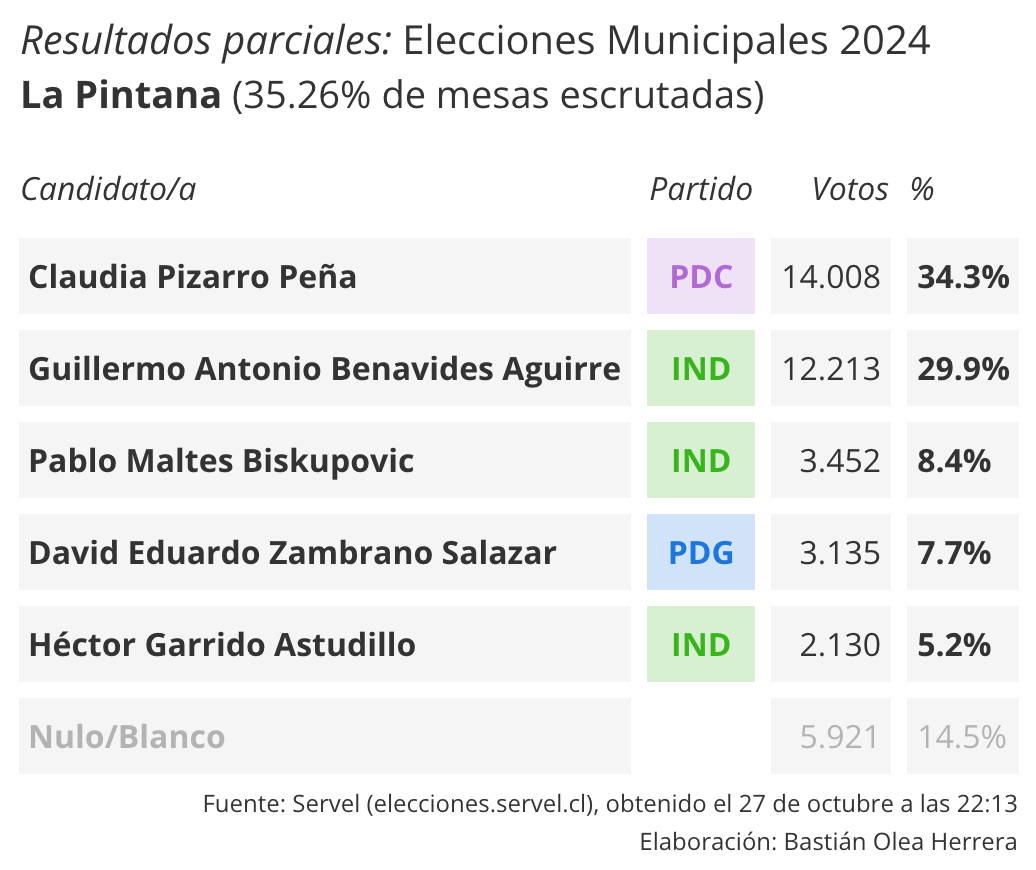 Resultados parciales: Elecciones Municipales 2024
La Pintana (35.26% de mesas escrutadas)
Candidato/a Partido Votos %
Claudia Pizarro Peña PDC 14.008 34.3%
Guillermo Antonio Benavides Aguirre IND 12.213 29.9%
Pablo Maltes Biskupovic IND 3.452 8.4%
David Eduardo Zambrano Salazar PDG 3.135 7.7%
Héctor Garrido Astudillo IND 2.130 5.2%
Nulo/Blanco 5.921 14.5%
Fuente: Servel (elecciones.servel.cl), obtenido el 27 de octubre a las 22:13
Elaboración: Bastián Olea Herrera